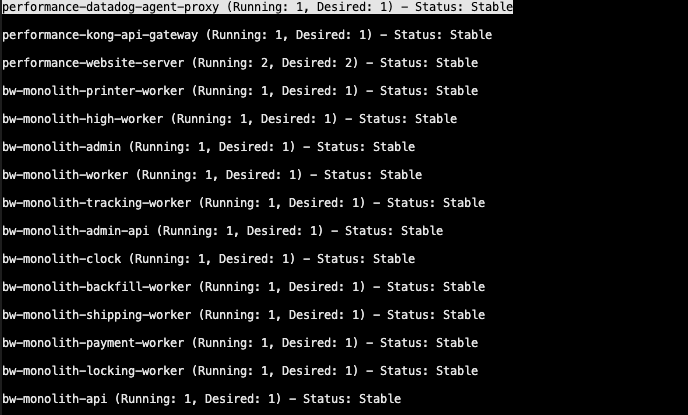 performance-datadog-agent-proxy (Running: 1, Desired: 1) - Status: Stable
performance-kong-api-gateway (Running: 1, Desired: 1) - Status: Stable
performance-website-server (Running: 2, Desired: 2) - Status: Stable
bw-monolith-printer-worker (Running: 1, Desired: 1) - Status: Stable
bw-monolith-high-worker (Running: 1, Desired: 1) - Status: Stable
bw-monolith-admin (Running: 1, Desired: 1) - Status: Stable
bw-monolith-worker (Running: 1, Desired: 1) - Status: Stable
bw-monolith-tracking-worker (Running: 1, Desired: 1) - Status: Stable
bw-monolith-admin-api (Running: 1, Desired: 1) - Status: Stable
bw-monolith-clock (Running: 1, Desired: 1) - Status: Stable
bw-monolith-backfill-worker (Running: 1, Desired: 1) - Status: Stable
bw-monolith-shipping-worker (Running: 1, Desired: 1) - Status: Stable
bw-monolith-payment-worker (Running: 1, Desired: 1) - Status: Stable
bw-monolith-locking-worker (Running: 1, Desired: 1) - Status: Stable
bw-monolith-api (Running: 1, Desired: 1) - Status: Stable